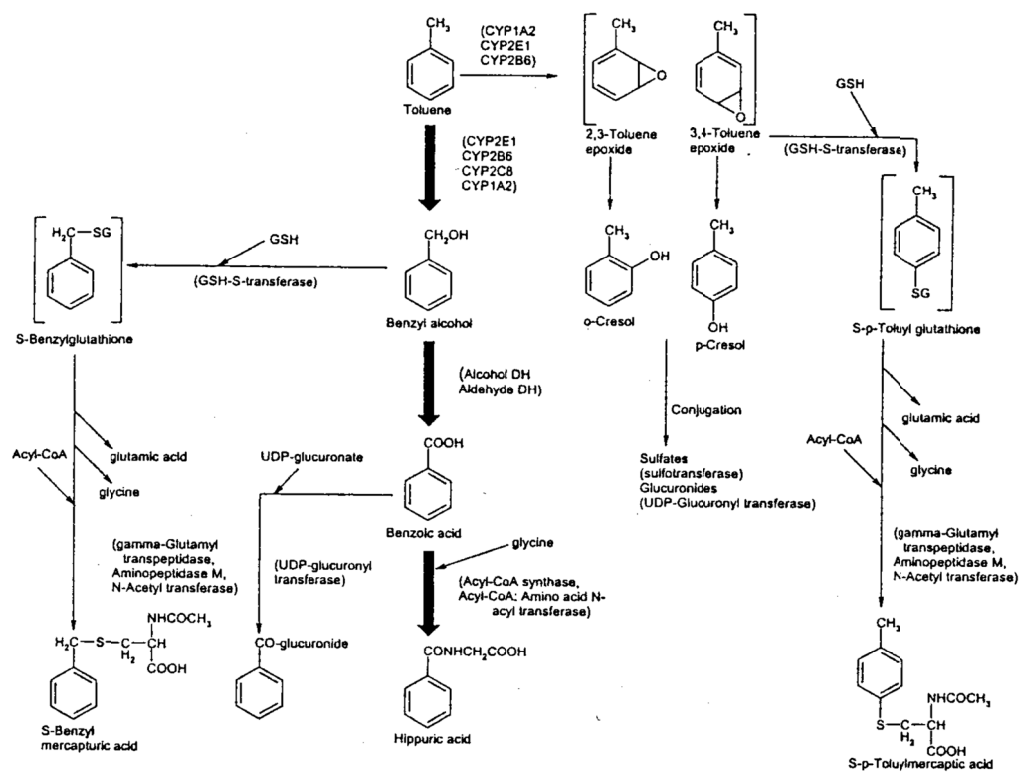 CH3
Toluene
(CYP1A2
CYP2E1
CYP2B6)
CH3
O
2,3-Toluene
epoxide
CH3
O
3,4-Toluene
epoxide
GSH
(GSH-S-transferase)
CH3
SG
S-p-Toluyl glutathione
(CYP2E1
CYP2B6
CYP2C8
CYP1A2)
H2C—SG
S-Benzylglutathione
GSH
(GSH-S-transferase)
CH2OH
Benzyl alcohol
CH3
OH
o-Cresol
CH3
OH
p-Cresol
(Alcohol DH
Aldehyde DH)
Conjugation
Sulfates
(sulfotransferase)
Glucuronides
(UDP-Glucuronyl transferase)
glutamic acid
Acyl-CoA
glycine
(gamma-Glutamyl
transpeptidase,
Aminopeptidase M,
N-Acetyl transferase)
UDP-glucuronate
COOH
Benzoic acid
(UDP-glucuronyl
transferase)
glycine
(Acyl-CoA synthase,
Acyl-CoA: Amino acid N-
acyl transferase)
glutamic acid
Acyl-CoA
glycine
(gamma-Glutamyl
transpeptidase,
Aminopeptidase M,
N-Acetyl transferase)
NHCOCH3
H2C—S—C—CH
H2
COOH
S-Benzyl
mercapturic acid
CO-glucuronide
CONHCH2COOH
Hippuric acid
CH3
NHCOCH3
S—C—CH
H2
COOH
S-p-Toluylmercaptic acid